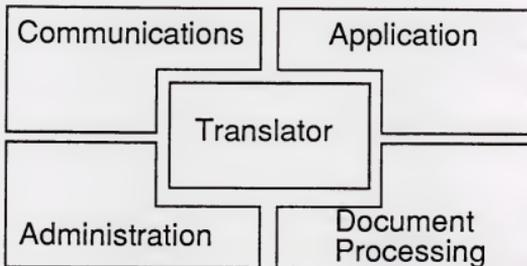 Communications
Application
Translator
Administration
Document
Processing